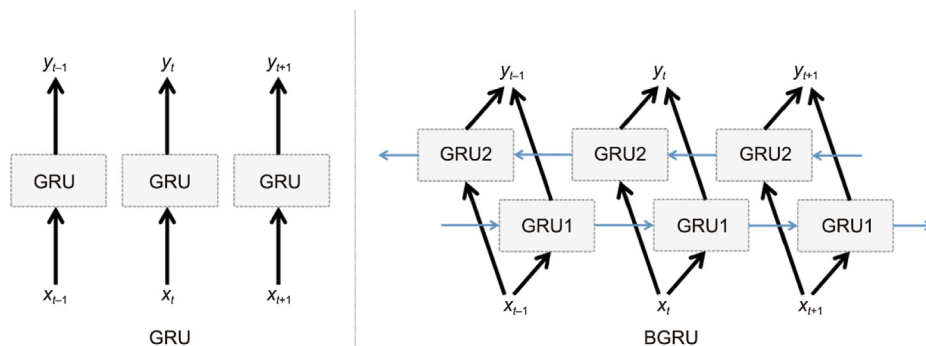 y_{t–1} y_t y_{t+1}
GRU GRU GRU
x_{t–1} x_t x_{t+1}
GRU
y_{t–1} y_t y_{t+1}
GRU2 GRU2 GRU2
GRU1 GRU1 GRU1
x_{t–1} x_t x_{t+1}
BGRU